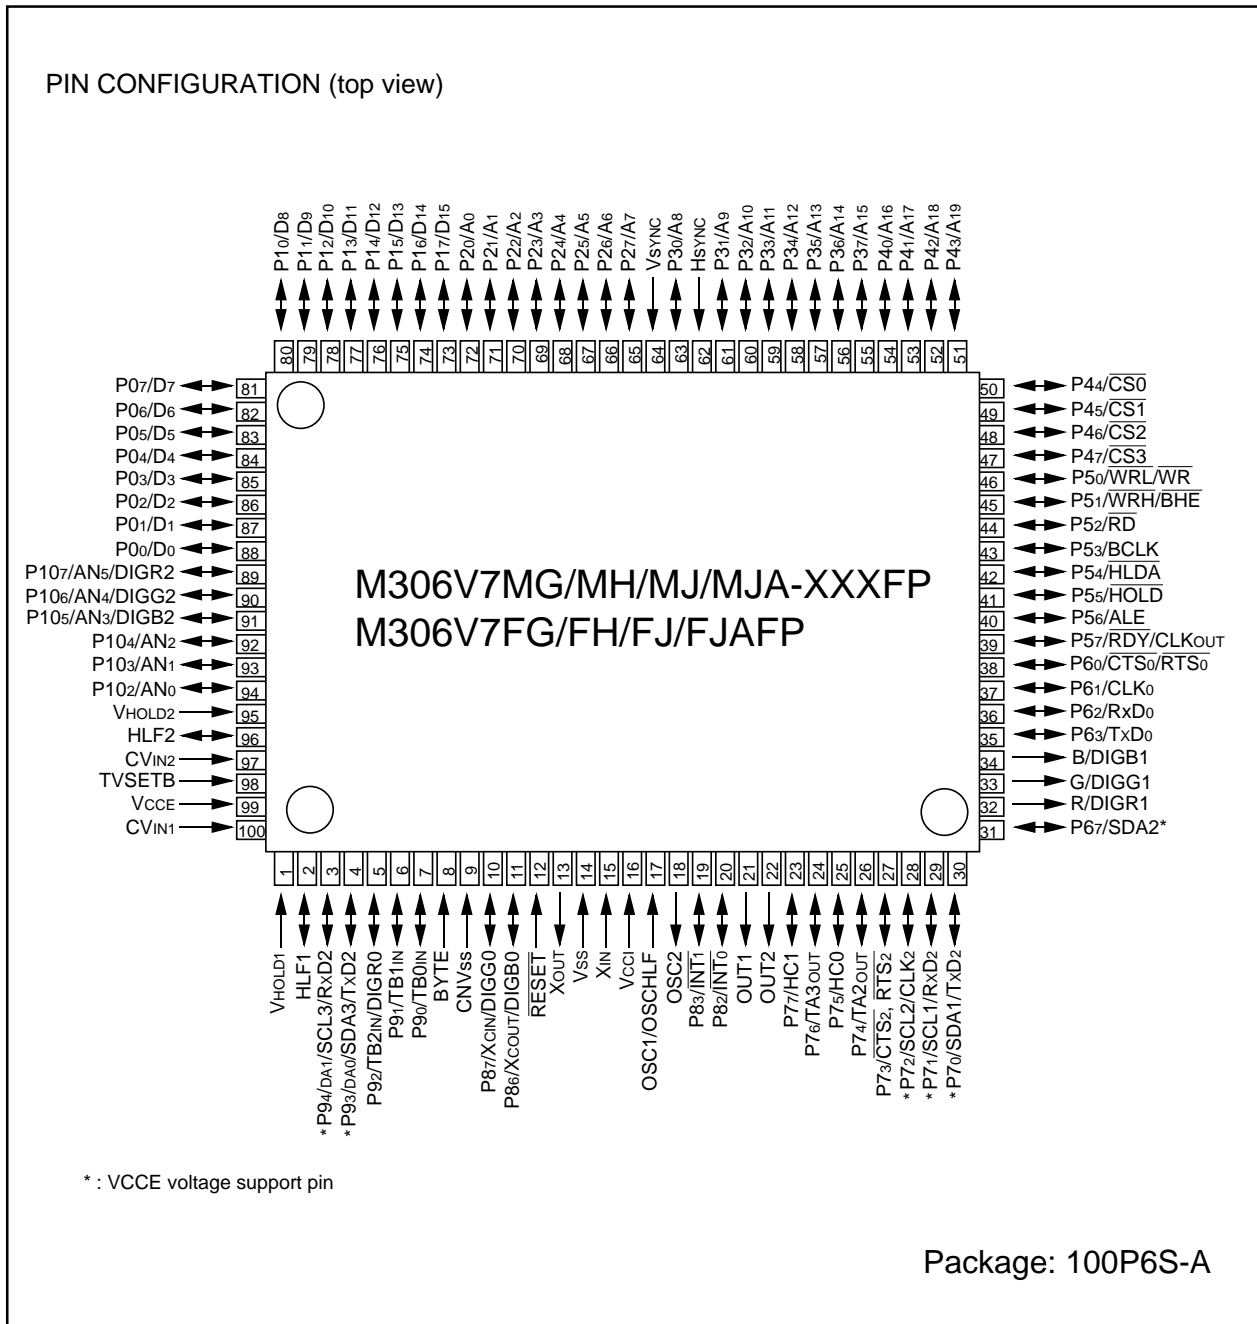 PIN CONFIGURATION (top view)
P10/D8
P11/D9
P12/D10
P13/D11
P14/D12
P15/D13
P16/D14
P17/D15
P20/A0
P21/A1
P22/A2
P23/A3
P24/A4
P25/A5
P26/A6
P27/A7
VSYNC
P30/A8
HSYNC
P31/A9
P32/A10
P33/A11
P34/A12
P35/A13
P36/A14
P37/A15
P40/A16
P41/A17
P42/A18
P43/A19
80 79 78 77 76 75 74 73 72 71 70 69 68 67 66 65 64 63 62 61 60 59 58 57 56 55 54 53 52 51
P07/D7 81
P06/D6 82
P05/D5 83
P04/D4 84
P03/D3 85
P02/D2 86
P01/D1 87
P00/D0 88
P107/AN5/DIGR2 89
P106/AN4/DIGG2 90
P105/AN3/DIGB2 91
P104/AN2 92
P103/AN1 93
P102/AN0 94
VHOLD2 95
HLF2 96
CVIN2 97
TVSETB 98
VCCE 99
CVIN1 100
M306V7MG/MH/MJ/MJA-XXXFP
M306V7FG/FH/FJ/FJAFP
50 P44/CS0
49 P45/CS1
48 P46/CS2
47 P47/CS3
46 P50/WRL/WR
45 P51/WRH/BHE
44 P52/RD
43 P53/BCLK
42 P54/HLDA
41 P55/HOLD
40 P56/ALE
39 P57/RDY/CLKOUT
38 P60/CTS0/RTS0
37 P61/CLK0
36 P62/RxD0
35 P63/TxD0
34 B/DIGB1
33 G/DIGG1
32 R/DIGR1
31 P67/SDA2*
1 2 3 4 5 6 7 8 9 10 11 12 13 14 15 16 17 18 19 20 21 22 23 24 25 26 27 28 29 30
VHOLD1
HLF1
*P94/DA1/SCL3/RxD2
*P93/DA0/SDA3/TxD2
P92/TB2IN/DIGR0
P91/TB1IN
P90/TB0IN
BYTE
CNVss
P87/XCIN/DIGG0
P86/XCOUT/DIGB0
RESET
XOUT
VSS
XIN
VCCI
OSC1/OSCHLF
OSC2
P83/INT1
P82/INT0
OUT1
OUT2
P77/HC1
P76/TA3OUT
P75/HC0
P74/TA2OUT
P73/CTS2, RTS2
*P72/SCL2/CLK2
*P71/SCL1/RxD2
*P70/SDA1/TxD2
* : VCCE voltage support pin
Package: 100P6S-A